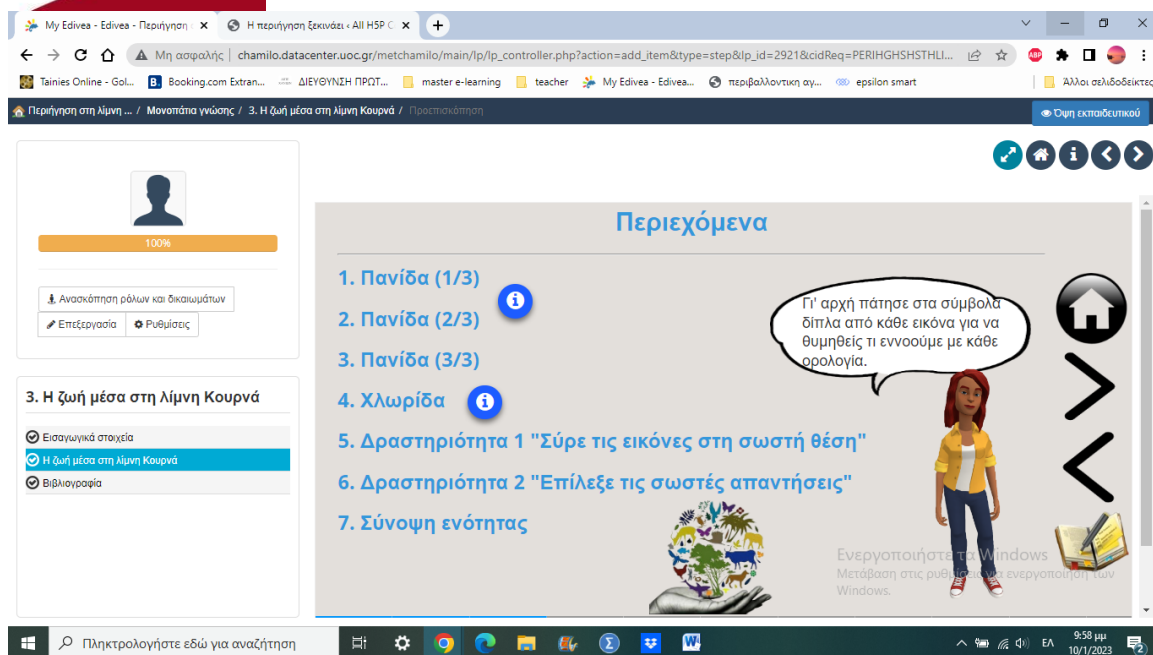 My Edivea - Edivea - Περιήγηση σ
Η περιήγηση ξεκινάει ‹ All H5P C
Μη ασφαλής | chamilo.datacenter.uoc.gr/metchamilo/main/lp/lp_controller.php?action=add_item&type=step&lp_id=2921&cidReq=PERIHGHSHSTHLI...
Tainies Online - Gol...
Booking.com Extran...
ΔΙΕΥΘΥΝΣΗ ΠΡΩΤ...
master e-learning
teacher
My Edivea - Edivea...
περιβαλλοντικη αγ...
epsilon smart
Άλλοι σελιδοδείκτες
Περιήγηση στη λίμνη ... / Μονοπάτια γνώσης / 3. Η ζωή μέσα στη λίμνη Κουρνά / Προεπισκόπηση
Όψη εκπαιδευτικού
100%
Ανασκόπηση ρόλων και δικαιωμάτων
Επεξεργασία
Ρυθμίσεις
3. Η ζωή μέσα στη λίμνη Κουρνά
Εισαγωγικά στοιχεία
Η ζωή μέσα στη λίμνη Κουρνά
Βιβλιογραφία
Περιεχόμενα
1. Πανίδα (1/3)
2. Πανίδα (2/3)
3. Πανίδα (3/3)
4. Χλωρίδα
5. Δραστηριότητα 1 "Σύρε τις εικόνες στη σωστή θέση"
6. Δραστηριότητα 2 "Επίλεξε τις σωστές απαντήσεις"
7. Σύνοψη ενότητας
Γι' αρχή πάτησε στα σύμβολα
δίπλα από κάθε εικόνα για να
θυμηθείς τι εννοούμε με κάθε
ορολογία.
Ενεργοποιήστε τα Windows
Μετάβαση στις ρυθμίσεις για ενεργοποίηση των
Windows.
Πληκτρολογήστε εδώ για αναζήτηση
ΕΛ
9:58 μμ
10/1/2023